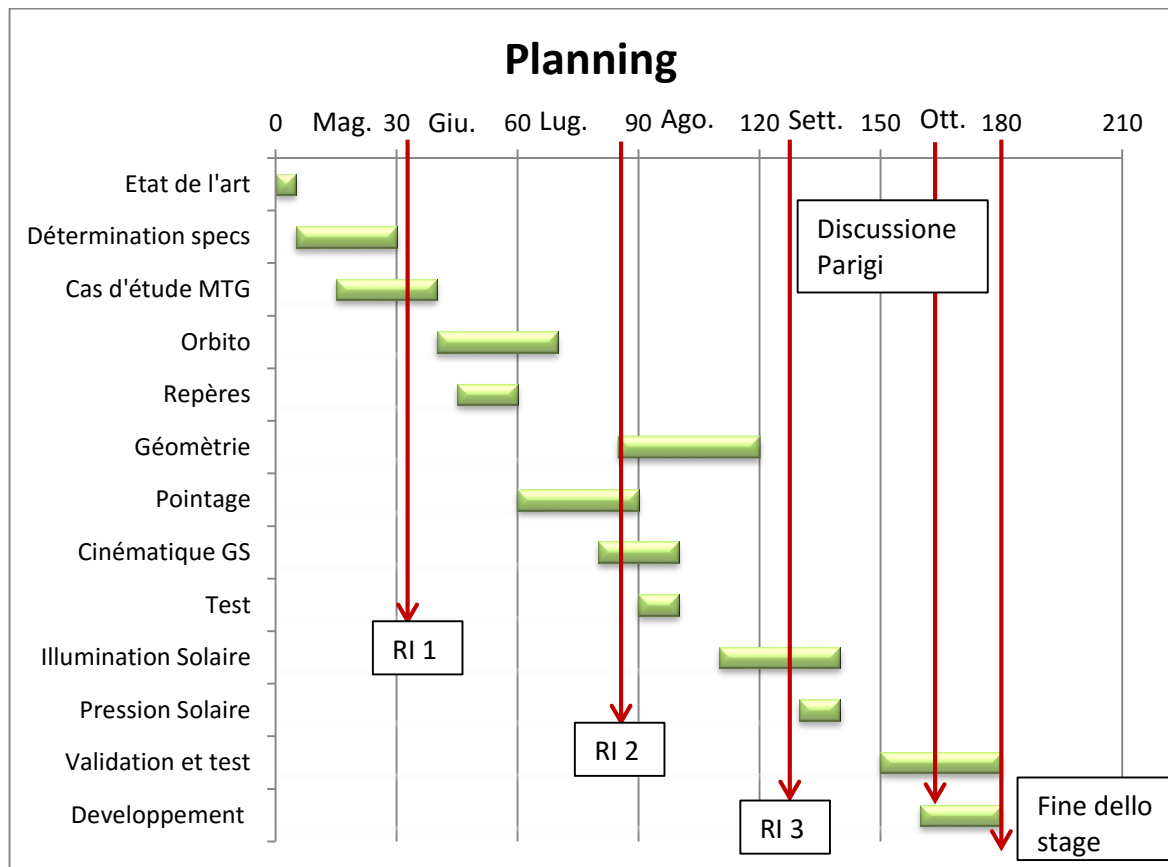 Planning
0 Mag. 30 Giu. 60 Lug. 90 Ago. 120 Sett. 150 Ott. 180 210
Etat de l'art
Détermination specs
Discussione
Parigi
Cas d'étude MTG
Orbito
Repères
Géomètrie
Pointage
Cinématique GS
Test
RI 1
Illumination Solaire
Pression Solaire
RI 2
Validation et test
Developpement
RI 3
Fine dello
stage